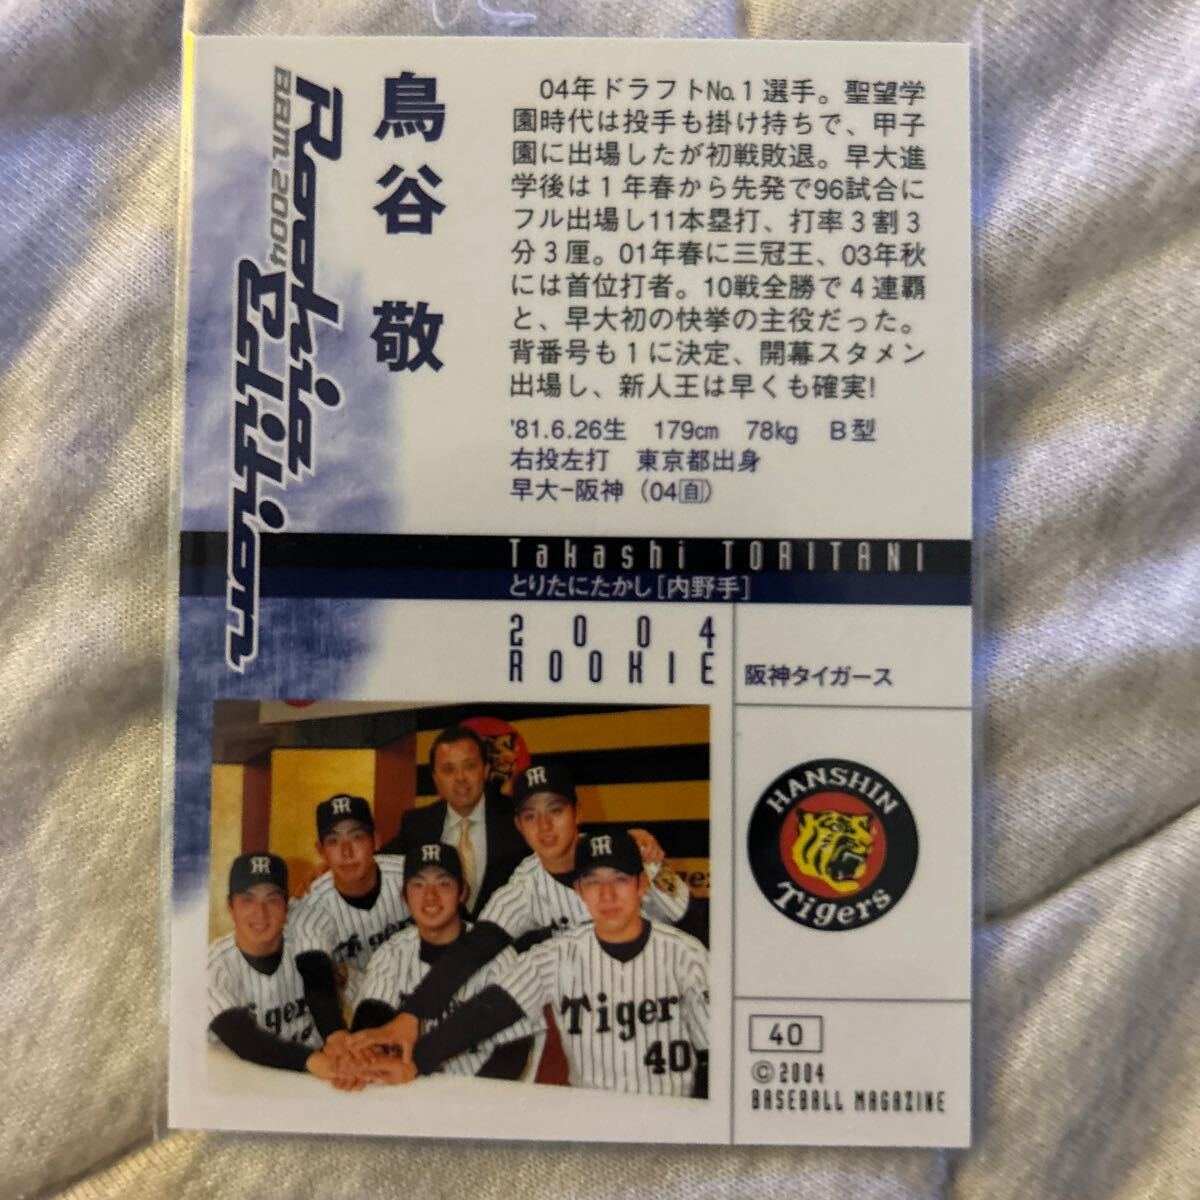 Rookie Edition
BBM 2004
鳥谷 敬
04年ドラフトNo.1選手。聖望学
園時代は投手も掛け持ちで、甲子
園に出場したが初戦敗退。早大進
学後は1年春から先発で96試合に
フル出場し11本塁打、打率3割3
分3厘。01年春に三冠王、03年秋
には首位打者。10戦全勝で4連覇
と、早大初の快挙の主役だった。
背番号も1に決定、開幕スタメン
出場し、新人王は早くも確実!
'81.6.26生 179cm 78kg B型
右投左打 東京都出身
早大−阪神 (04自)
Takashi TORITANI
とりたにたかし[内野手]
2004
ROOKIE
阪神タイガース
HANSHIN
Tigers
Tiger
40
40
©2004
BASEBALL MAGAZINE